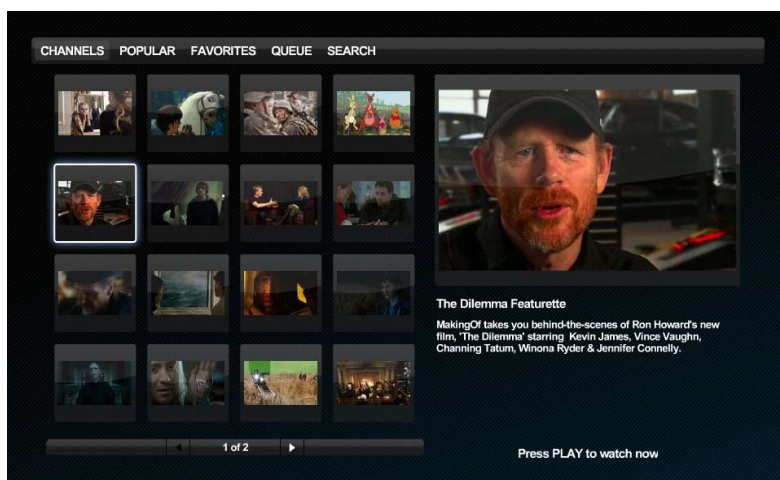 CHANNELS POPULAR FAVORITES QUEUE SEARCH
The Dilemma Featurette
MakingOf takes you behind-the-scenes of Ron Howard's new
film, 'The Dilemma' starring Kevin James, Vince Vaughn,
Channing Tatum, Winona Ryder & Jennifer Connelly.
1 of 2
Press PLAY to watch now